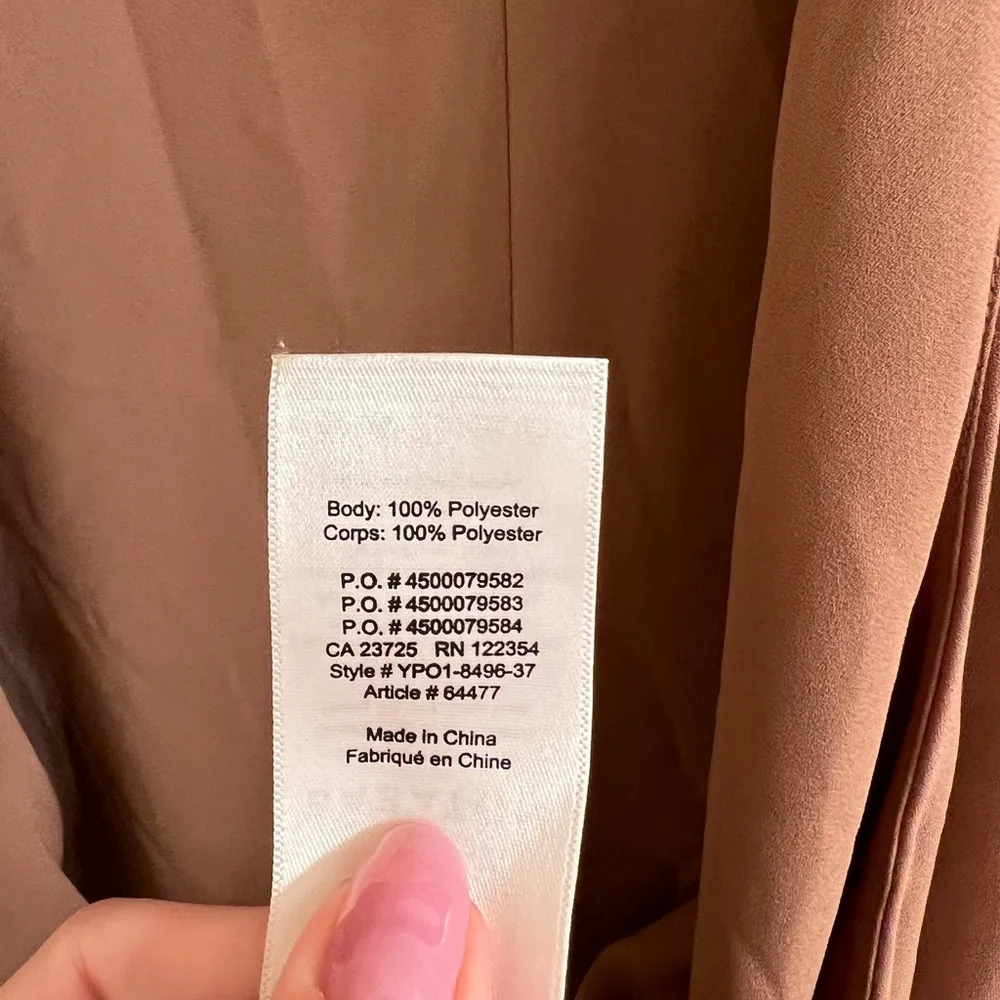 Body: 100% Polyester
Corps: 100% Polyester
P.O. # 4500079582
P.O. # 4500079583
P.O. # 4500079584
CA 23725 RN 122354
Style # YPO1-8496-37
Article # 64477
Made in China
Fabriqué en Chine